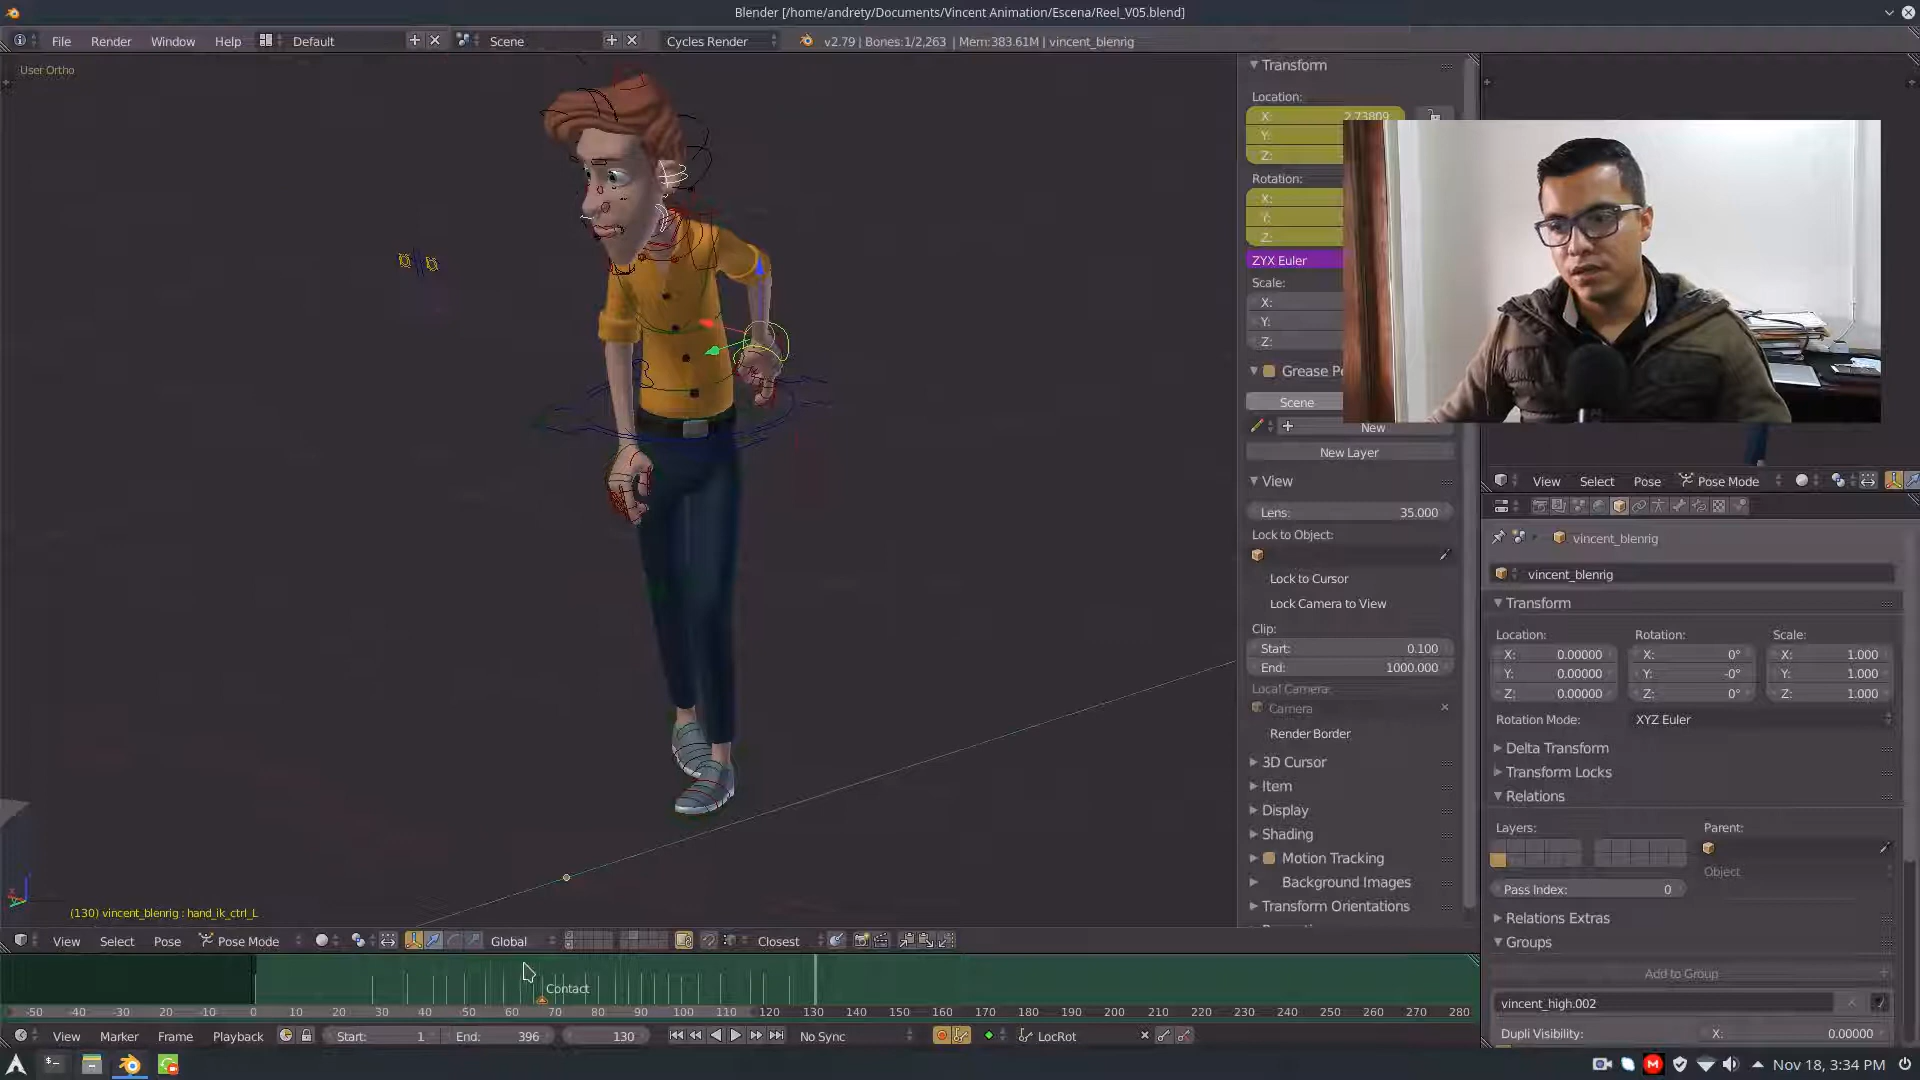 Blender [/home/andrety/Documents/Vincent Animation/Escena/Reel_V05.blend]
File Render Window Help Default Scene Cycles Render v2.79 | Bones:1/2,263 | Mem:383.61M | vincent_blenrig
User Ortho
Transform
Location:
X: 2.73809
Y:
Z:
Rotation:
X:
Y:
Z:
ZYX Euler
Scale:
X:
Y:
Z:
Scene
New
New Layer
View
Lens: 35.000
Lock to Object:
Lock to Cursor
Lock Camera to View
Clip:
Start: 0.100
End: 1000.000
Local Camera:
Camera
Render Border
3D Cursor
Item
Display
Shading
Motion Tracking
Background Images
Transform Orientations
View Select Pose Pose Mode
vincent_blenrig
vincent_blenrig
Transform
Location: Rotation: Scale:
X: 0.00000 X: 0° X: 1.000
Y: 0.00000 Y: -0° Y: 1.000
Z: 0.00000 Z: 0° Z: 1.000
Rotation Mode: XYZ Euler
Delta Transform
Transform Locks
Relations
Layers: Parent:
Object
Pass Index: 0
Relations Extras
Groups
Add to Group
vincent_high.002
Dupli Visibility: X: 0.00000
(130) vincent_blenrig : hand_ik_ctrl_L
View Select Pose Pose Mode Global Closest
Contact
-50 -40 -30 -20 -10 0 10 20 30 40 50 60 70 80 90 100 110 120 130 140 150 160 170 180 190 200 210 220 230 240 250 260 270 280
View Marker Frame Playback Start: 1 End: 396 130 No Sync LocRot
Nov 18, 3:34 PM